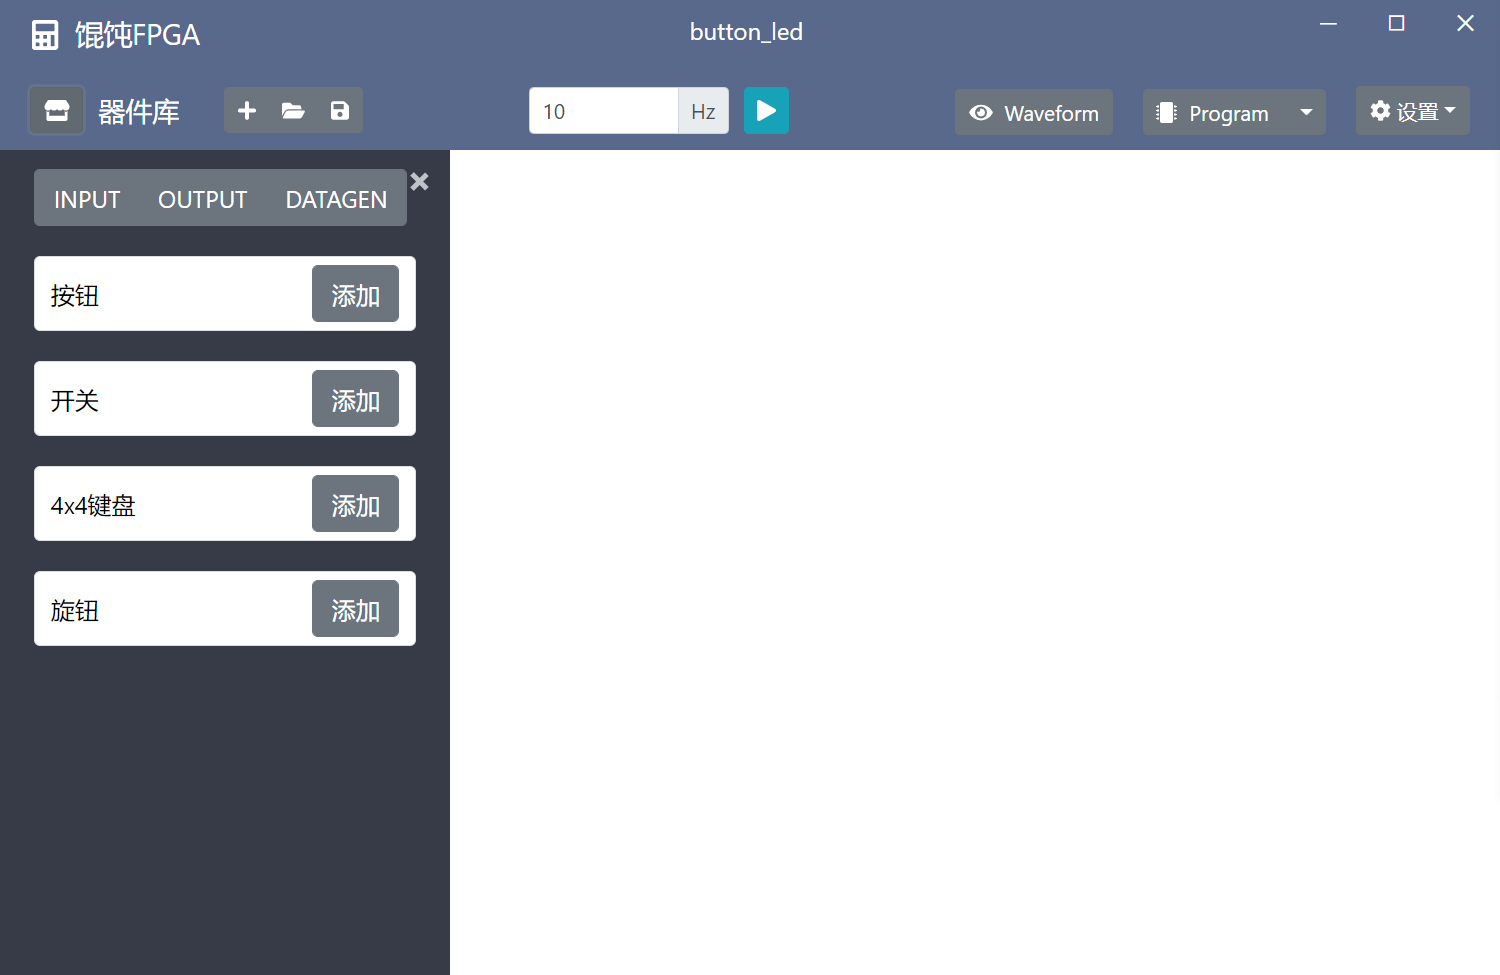 馄饨FPGA
button_led
器件库
10
Hz
Waveform
Program
设置
INPUT
OUTPUT
DATAGEN
按钮
添加
开关
添加
4x4键盘
添加
旋钮
添加